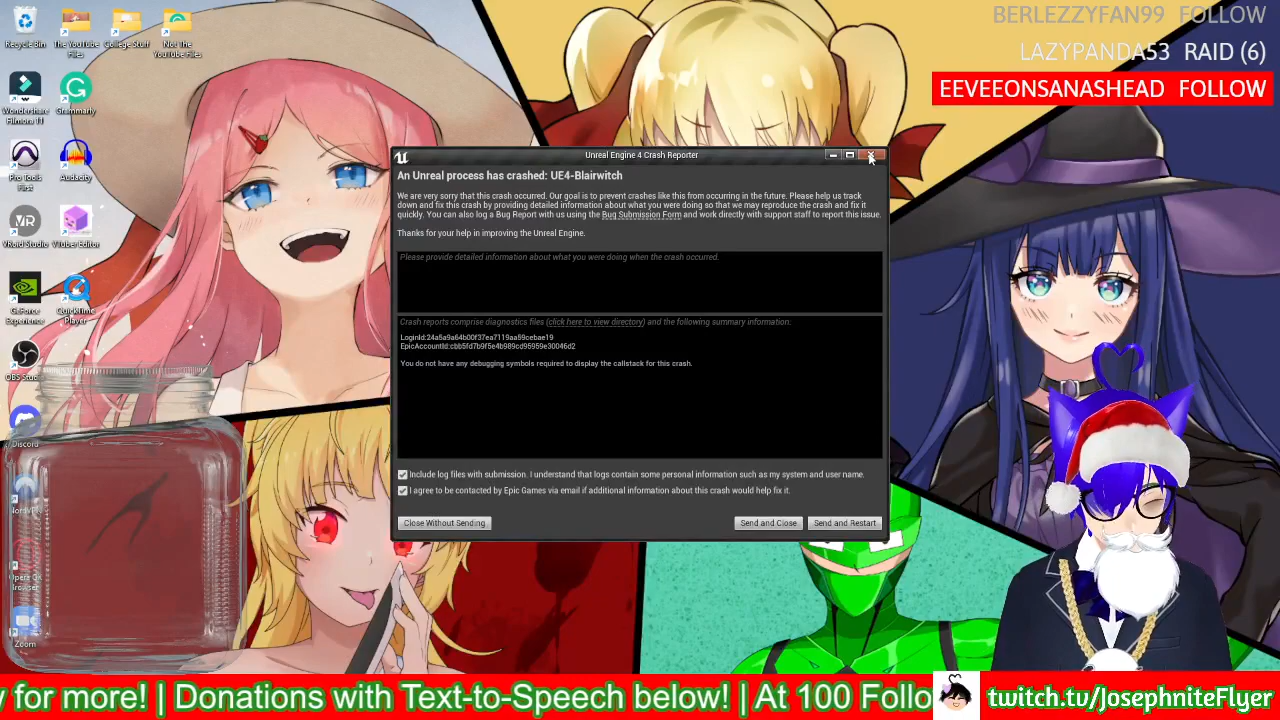 BERLEZZYFAN99 FOLLOW
LAZYPANDA53 RAID (6)
EEVEEONSANASHEAD FOLLOW
Recycle Bin
The YouTube Files
College Stuff
Not the YouTube Files
Wondershare Filmora 11
Grammarly
Pro Tools First
Audacity
VRoid Studio
VTuber Editor
GeForce Experience
QuickTime Player
OBS Studio
Discord
NordVPN
Opera GX Browser
Zoom
Unreal Engine 4 Crash Reporter
An Unreal process has crashed: UE4-Blairwitch
We are very sorry that this crash occurred. Our goal is to prevent crashes like this from occurring in the future. Please help us track
down and fix this crash by providing detailed information about what you were doing so that we may reproduce the crash and fix it
quickly. You can also log a Bug Report with us using the Bug Submission Form and work directly with support staff to report this issue.
Thanks for your help in improving the Unreal Engine.
Please provide detailed information about what you were doing when the crash occurred.
Crash reports comprise diagnostics files (click here to view directory) and the following summary information:
LoginId:24a5a9a64b00f37ea7119aa59cebae19
EpicAccountId:cbb5fd7b9f5e4b989cd95959e30046d2
You do not have any debugging symbols required to display the callstack for this crash.
Include log files with submission. I understand that logs contain some personal information such as my system and user name.
I agree to be contacted by Epic Games via email if additional information about this crash would help fix it.
Close Without Sending
Send and Close
Send and Restart
y for more! | Donations with Text-to-Speech below! | At 100 Follo
twitch.tv/JosephniteFlyer